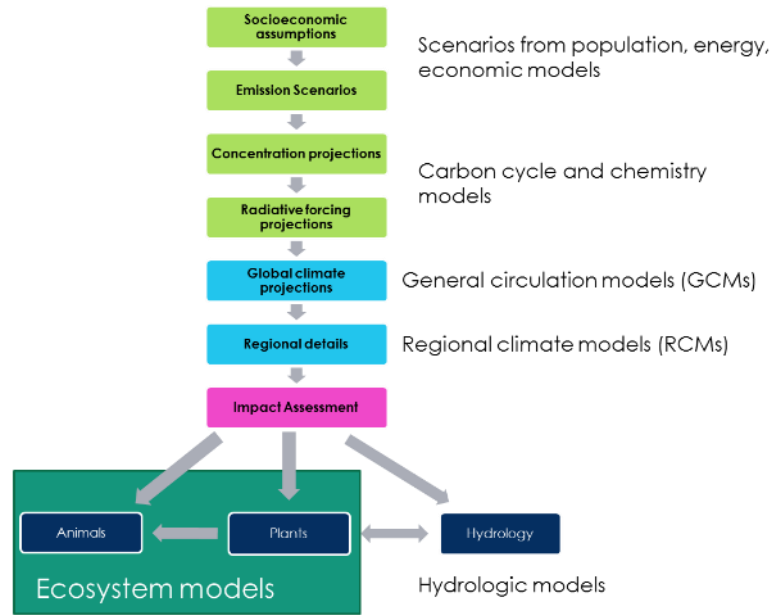 Socioeconomic
assumptions
Scenarios from population, energy,
economic models
Emission Scenarios
Concentration projections
Carbon cycle and chemistry
models
Radiative forcing
projections
Global climate
projections
General circulation models (GCMs)
Regional details
Regional climate models (RCMs)
Impact Assessment
Animals
Plants
Hydrology
Ecosystem models
Hydrologic models